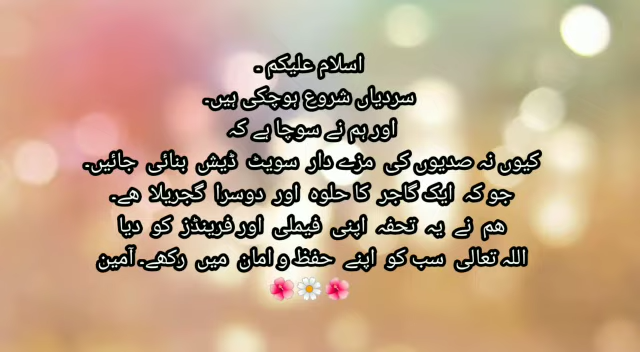 اسلام علیکم ۔
سردیاں شروع ہوچکی ہیں۔
اور ہم نے سوچا ہے کہ
کیوں نہ صدیوں کی مزے دار سویٹ ڈیش بنائی جائیں۔
جو کہ ایک گاجر کا حلوہ اور دوسرا گجریلا ھے۔
ھم نے یہ تحفہ اپنی فیملی اور فرینڈز کو دیا
اللہ تعالی سب کو اپنے حفظ و امان میں رکھے۔ آمین
🌺🌼🌺